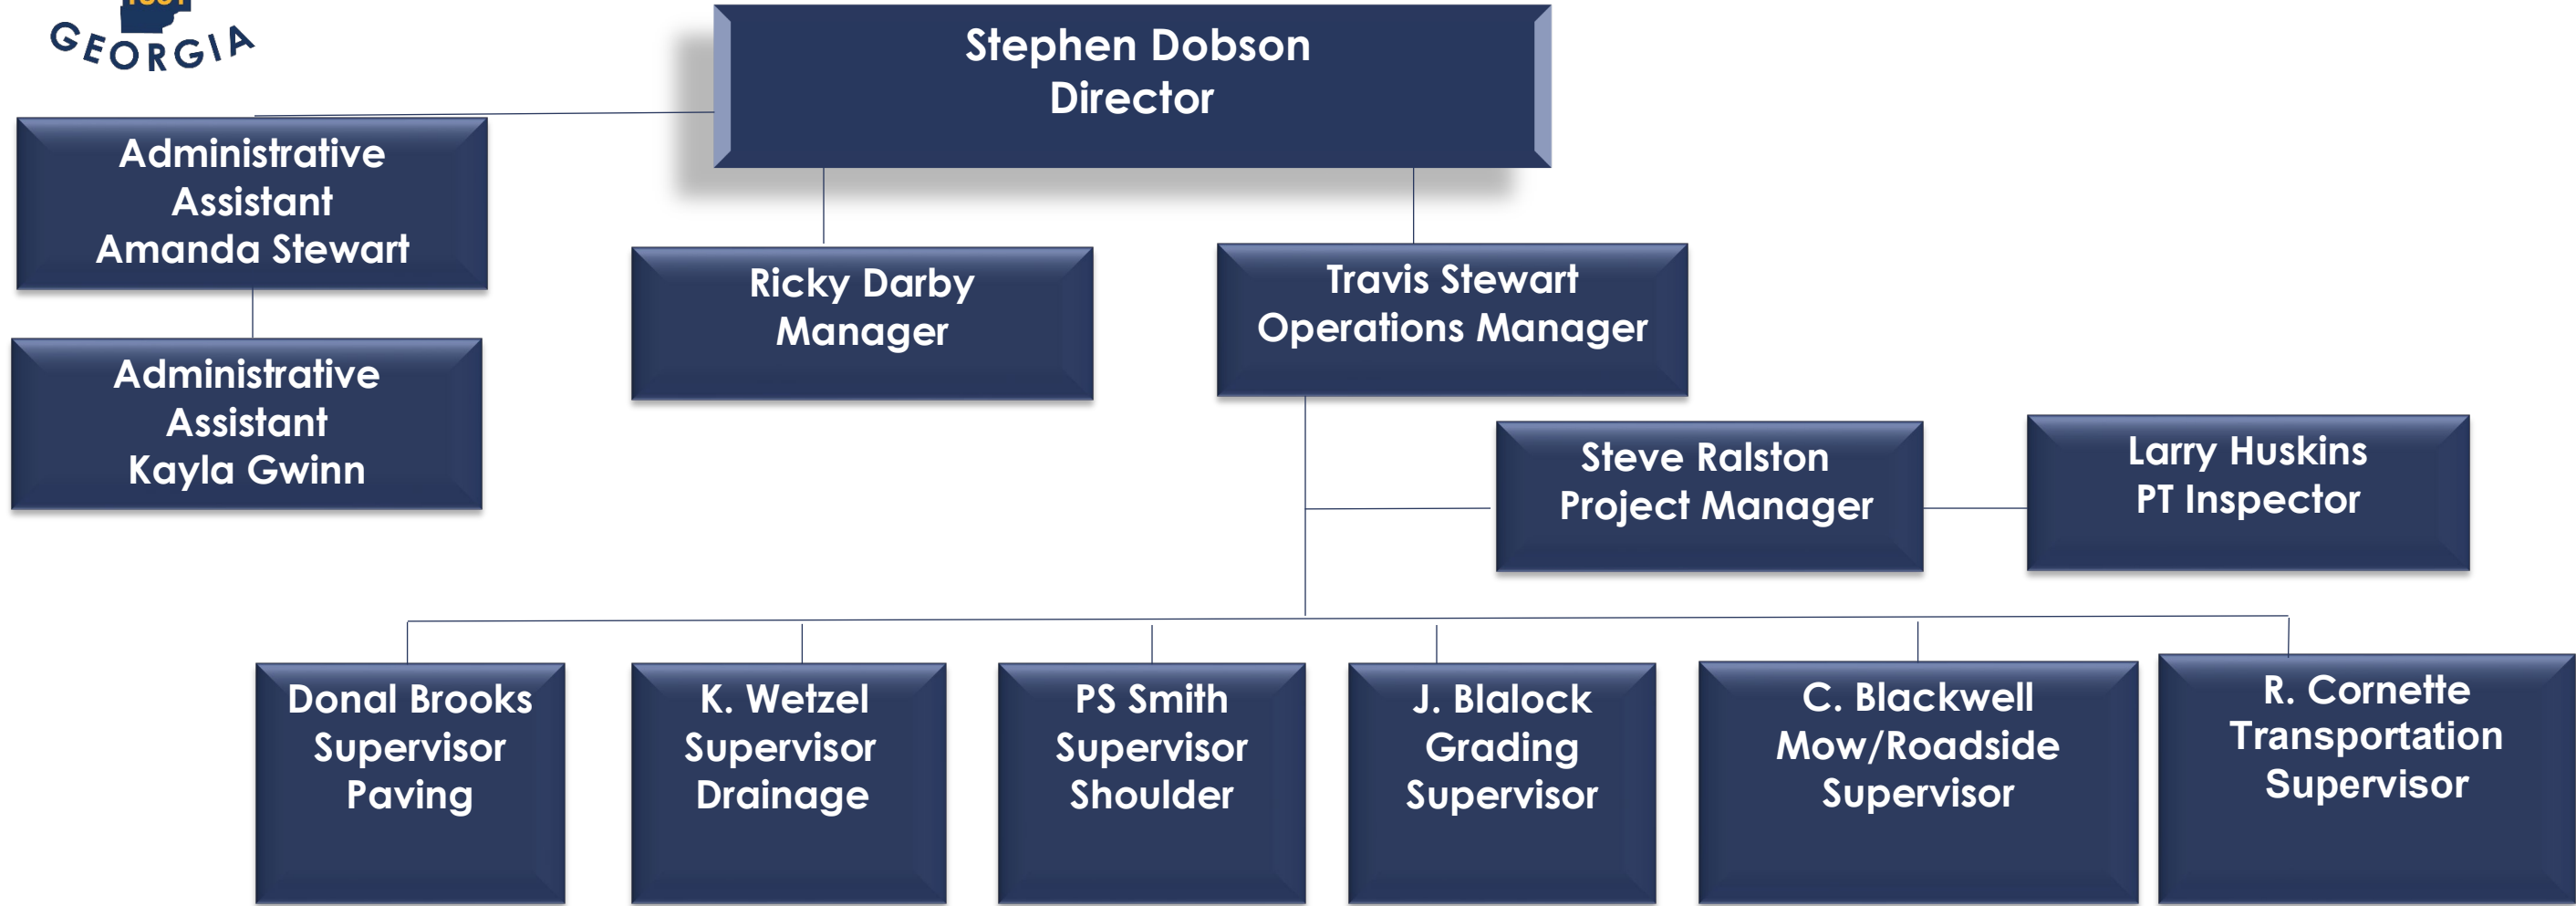 GEORGIA
Stephen Dobson
Director
Administrative
Assistant
Amanda Stewart
Ricky Darby
Manager
Travis Stewart
Operations Manager
Administrative
Assistant
Kayla Gwinn
Steve Ralston
Project Manager
Larry Huskins
PT Inspector
Donal Brooks
Supervisor
Paving
K. Wetzel
Supervisor
Drainage
PS Smith
Supervisor
Shoulder
J. Blalock
Grading
Supervisor
C. Blackwell
Mow/Roadside
Supervisor
R. Cornette
Transportation
Supervisor